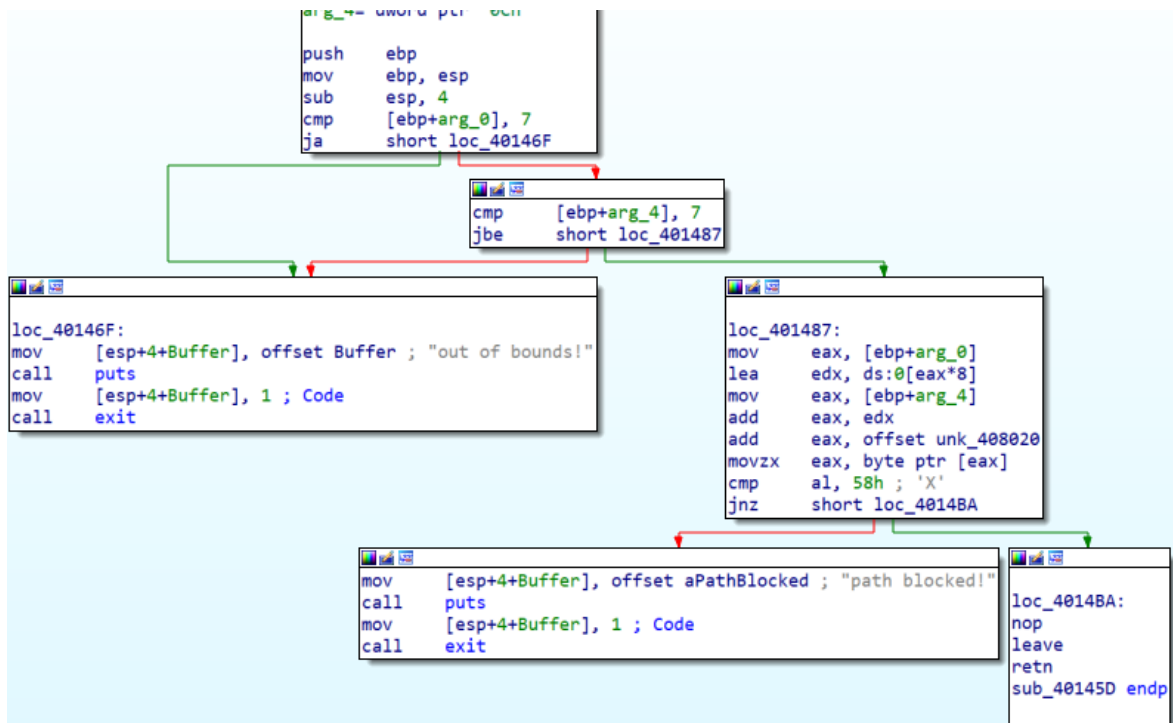 arg_4= dword ptr  0Ch
push    ebp
mov     ebp, esp
sub     esp, 4
cmp     [ebp+arg_0], 7
ja      short loc_40146F
cmp     [ebp+arg_4], 7
jbe     short loc_401487
loc_40146F:
mov     [esp+4+Buffer], offset Buffer ; "out of bounds!"
call    puts
mov     [esp+4+Buffer], 1 ; Code
call    exit
loc_401487:
mov     eax, [ebp+arg_0]
lea     edx, ds:0[eax*8]
mov     eax, [ebp+arg_4]
add     eax, edx
add     eax, offset unk_408020
movzx   eax, byte ptr [eax]
cmp     al, 58h ; 'X'
jnz     short loc_4014BA
mov     [esp+4+Buffer], offset aPathBlocked ; "path blocked!"
call    puts
mov     [esp+4+Buffer], 1 ; Code
call    exit
loc_4014BA:
nop
leave
retn
sub_40145D endp